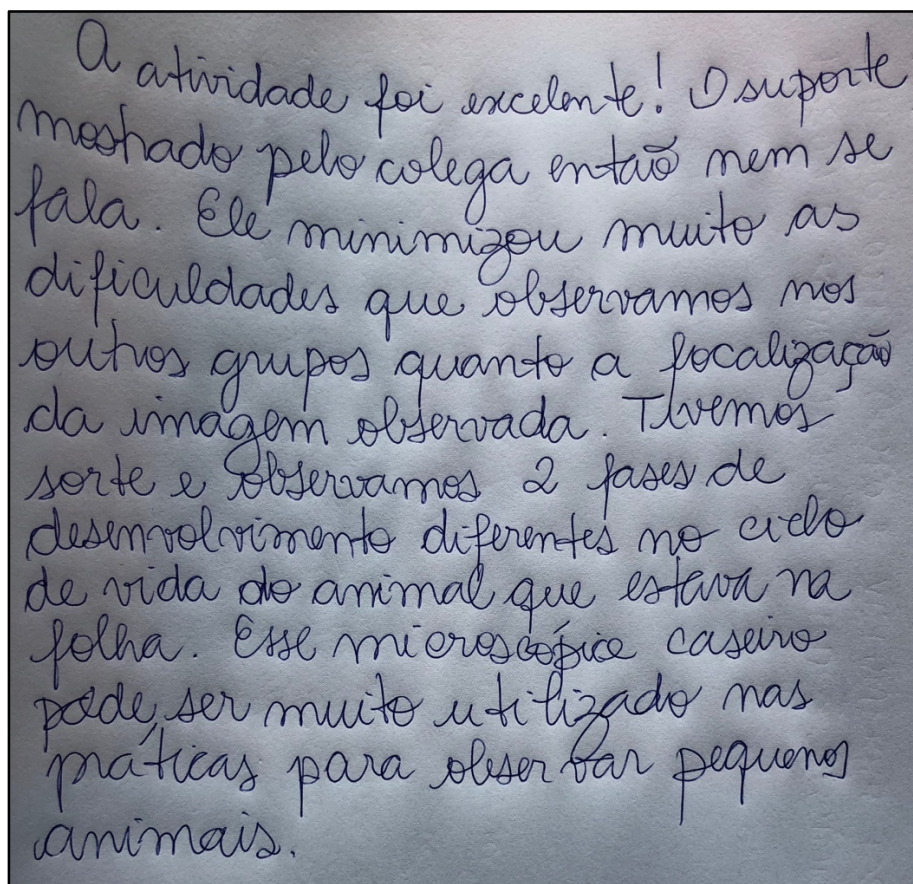 A atividade foi excelente! O suporte
mostrado pelo colega então nem se
fala. Ele minimizou muito as
dificuldades que observamos nos
outros grupos quanto a focalização
da imagem observada. Tivemos
sorte e observamos 2 fases de
desenvolvimento diferentes no ciclo
de vida do animal que estava na
folha. Esse microscópico caseiro
pode ser muito utilizado nas
práticas para observar pequenos
animais.